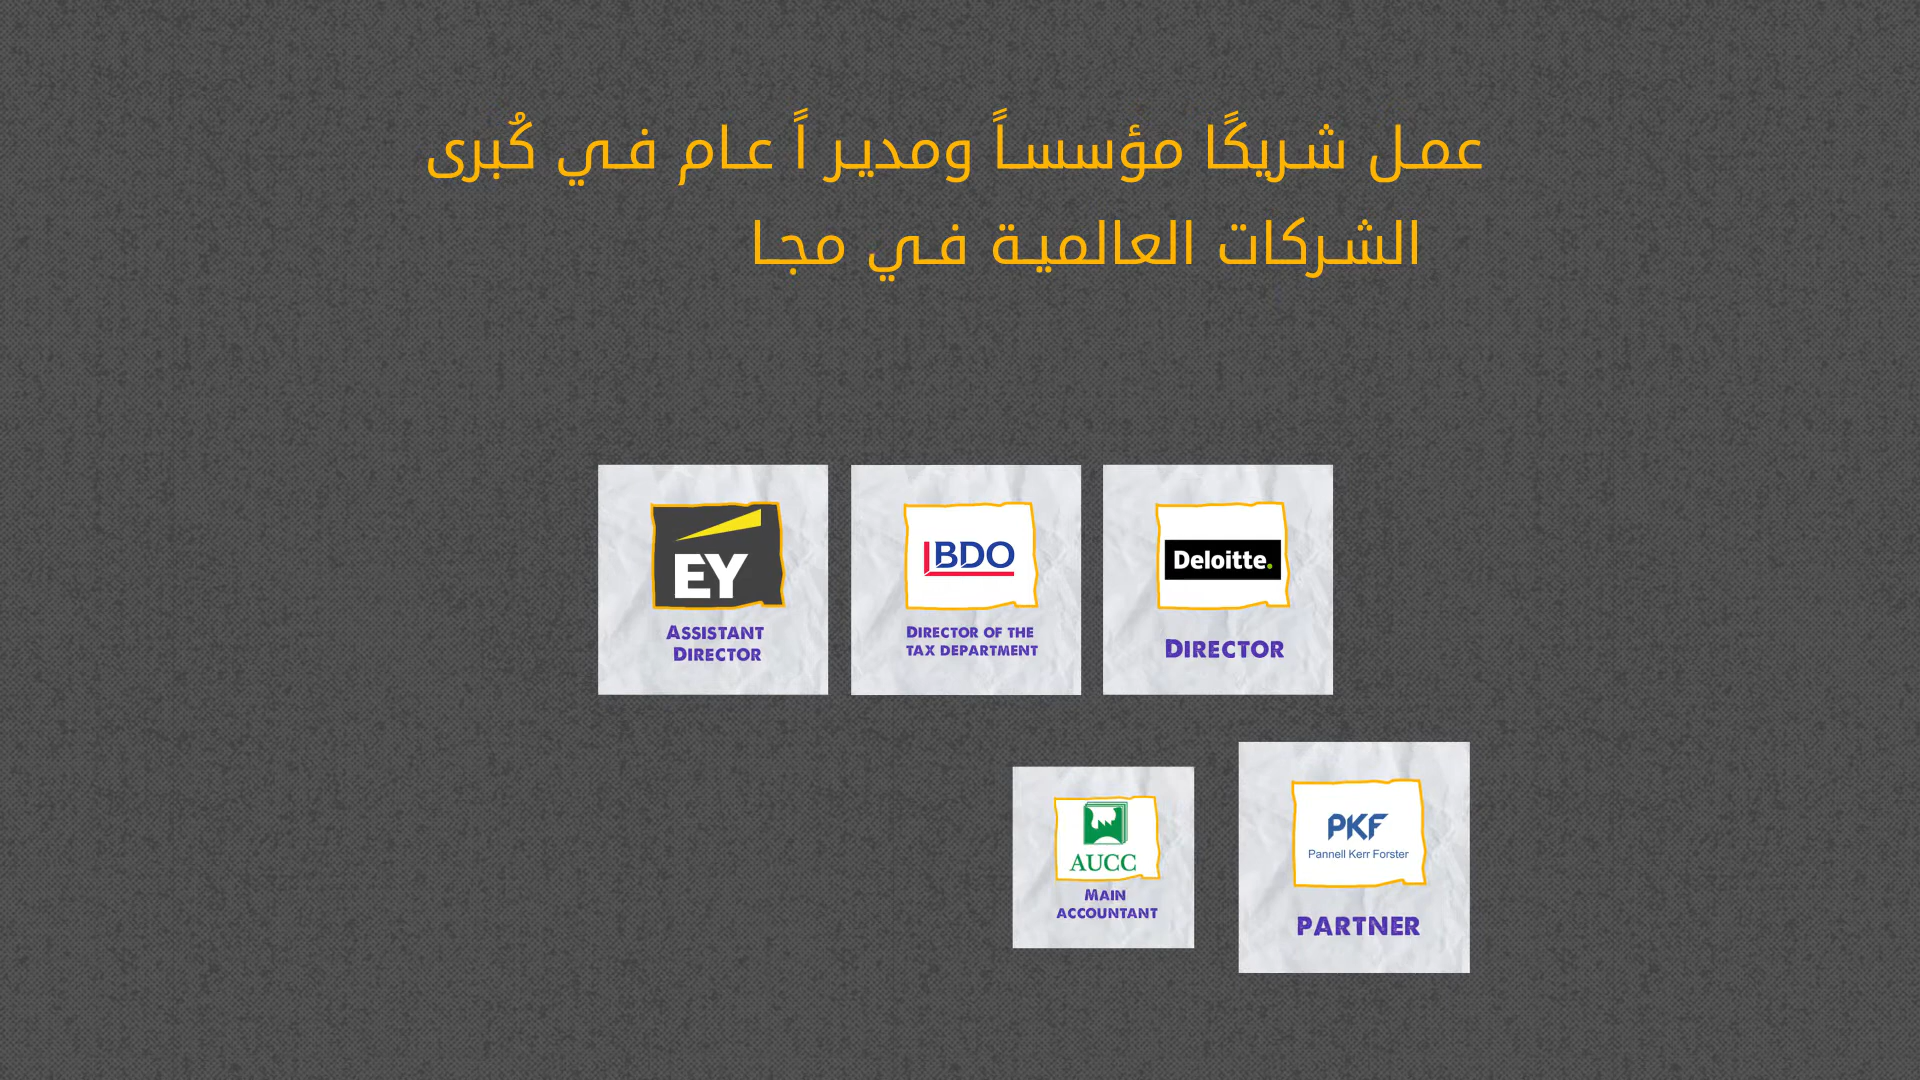 عمل شريكًا مؤسساً ومدير اً عام في كُبرى
الشركات العالمية في مجا
EY
ASSISTANT
DIRECTOR
BDO
DIRECTOR OF THE
TAX DEPARTMENT
Deloitte.
DIRECTOR
AUCC
MAIN
ACCOUNTANT
PKF
Pannell Kerr Forster
PARTNER